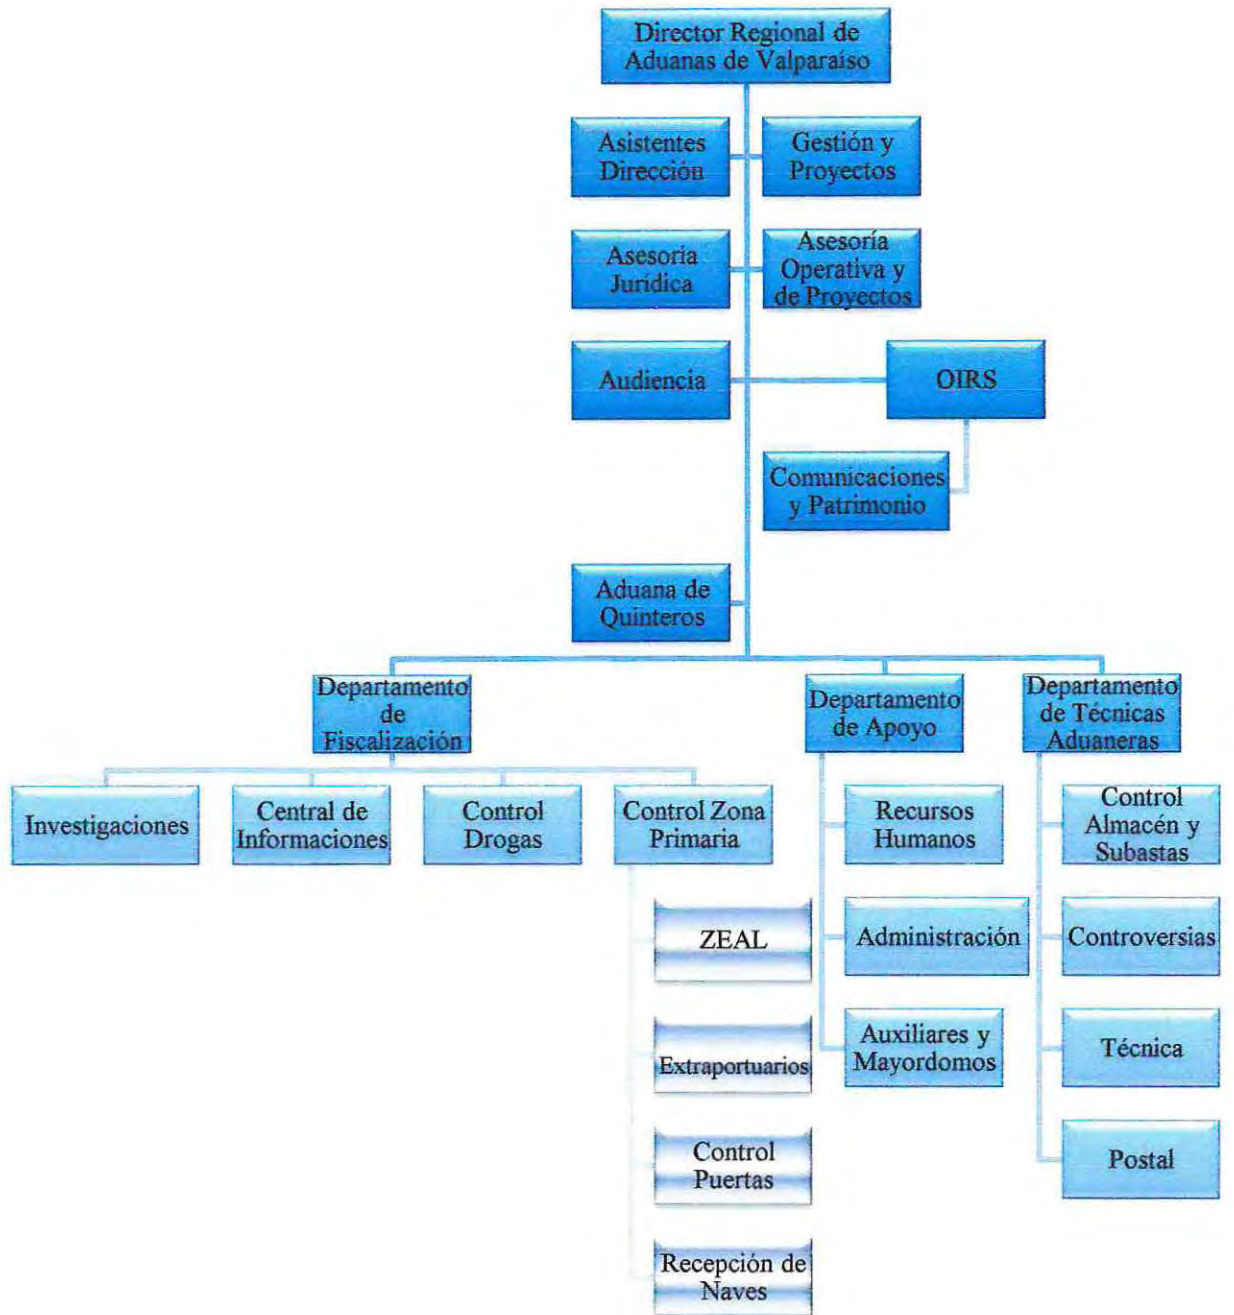 Director Regional de
Aduanas de Valparaíso
Asistentes
Dirección
Gestión y
Proyectos
Asesoría
Jurídica
Asesoría
Operativa y
de Proyectos
Audiencia
OIRS
Comunicaciones
y Patrimonio
Aduana de
Quinteros
Departamento
de
Fiscalización
Departamento
de Apoyo
Departamento
de Técnicas
Aduaneras
Investigaciones
Central de
Informaciones
Control
Drogas
Control Zona
Primaria
Recursos
Humanos
Control
Almacén y
Subastas
ZEAL
Administración
Controversias
Extraportuarios
Auxiliares y
Mayordomos
Técnica
Control
Puertas
Postal
Recepción de
Naves